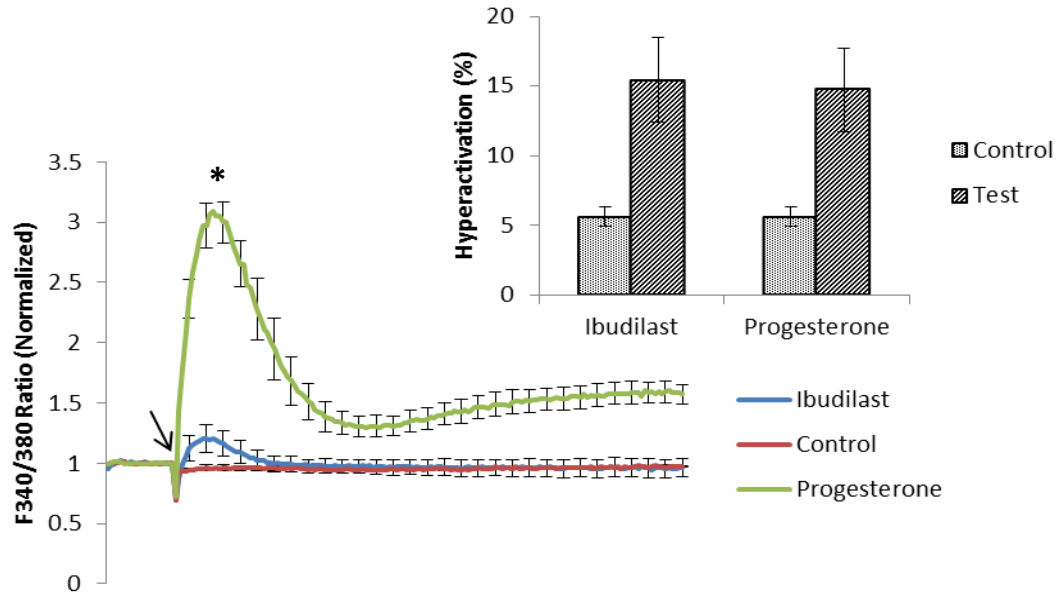 20
15
10
5
0
Hyperactivation (%)
Ibudilast Progesterone
Control
Test
3.5
3
2.5
2
1.5
1
0.5
0
F340/380 Ratio (Normalized)
*
Ibudilast
Control
Progesterone